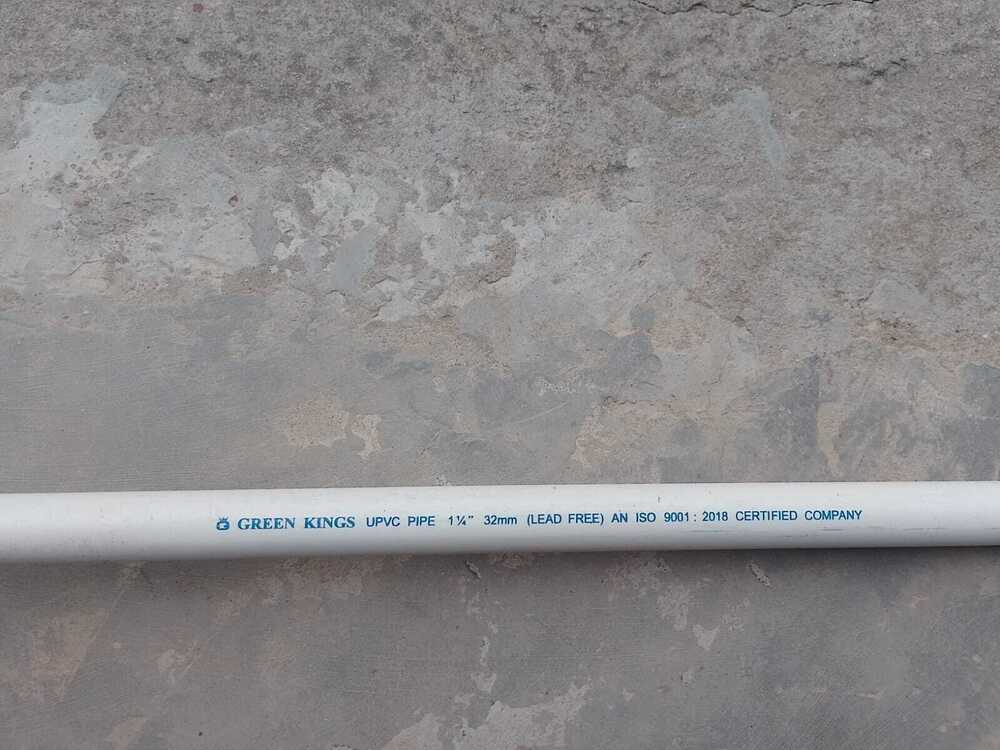 GREEN KINGS UPVC PIPE 1¼" 32mm (LEAD FREE) AN ISO 9001 : 2018 CERTIFIED COMPANY